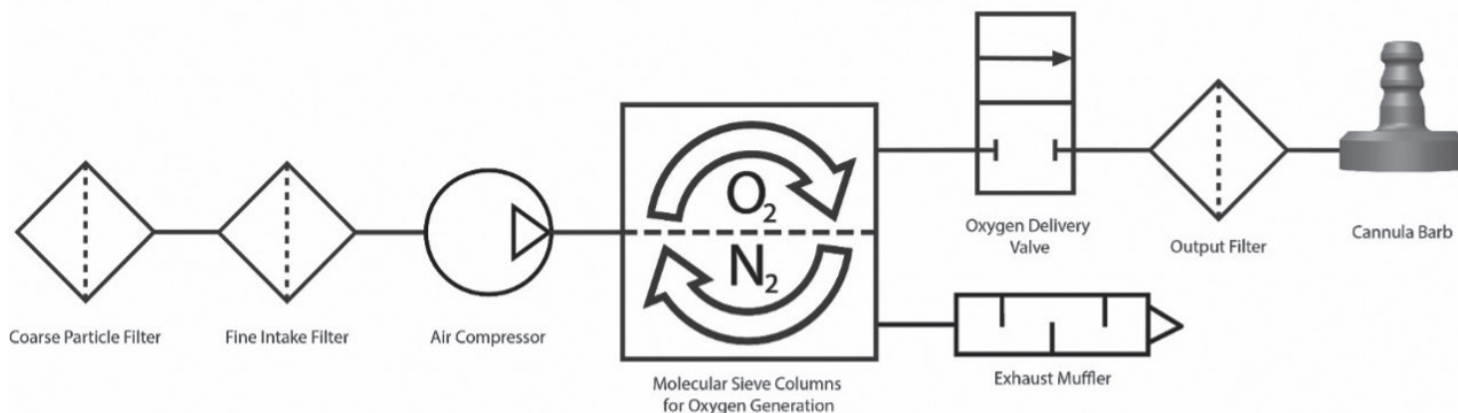 O₂
N₂
Coarse Particle Filter
Fine Intake Filter
Air Compressor
Molecular Sieve Columns
for Oxygen Generation
Oxygen Delivery
Valve
Output Filter
Cannula Barb
Exhaust Muffler